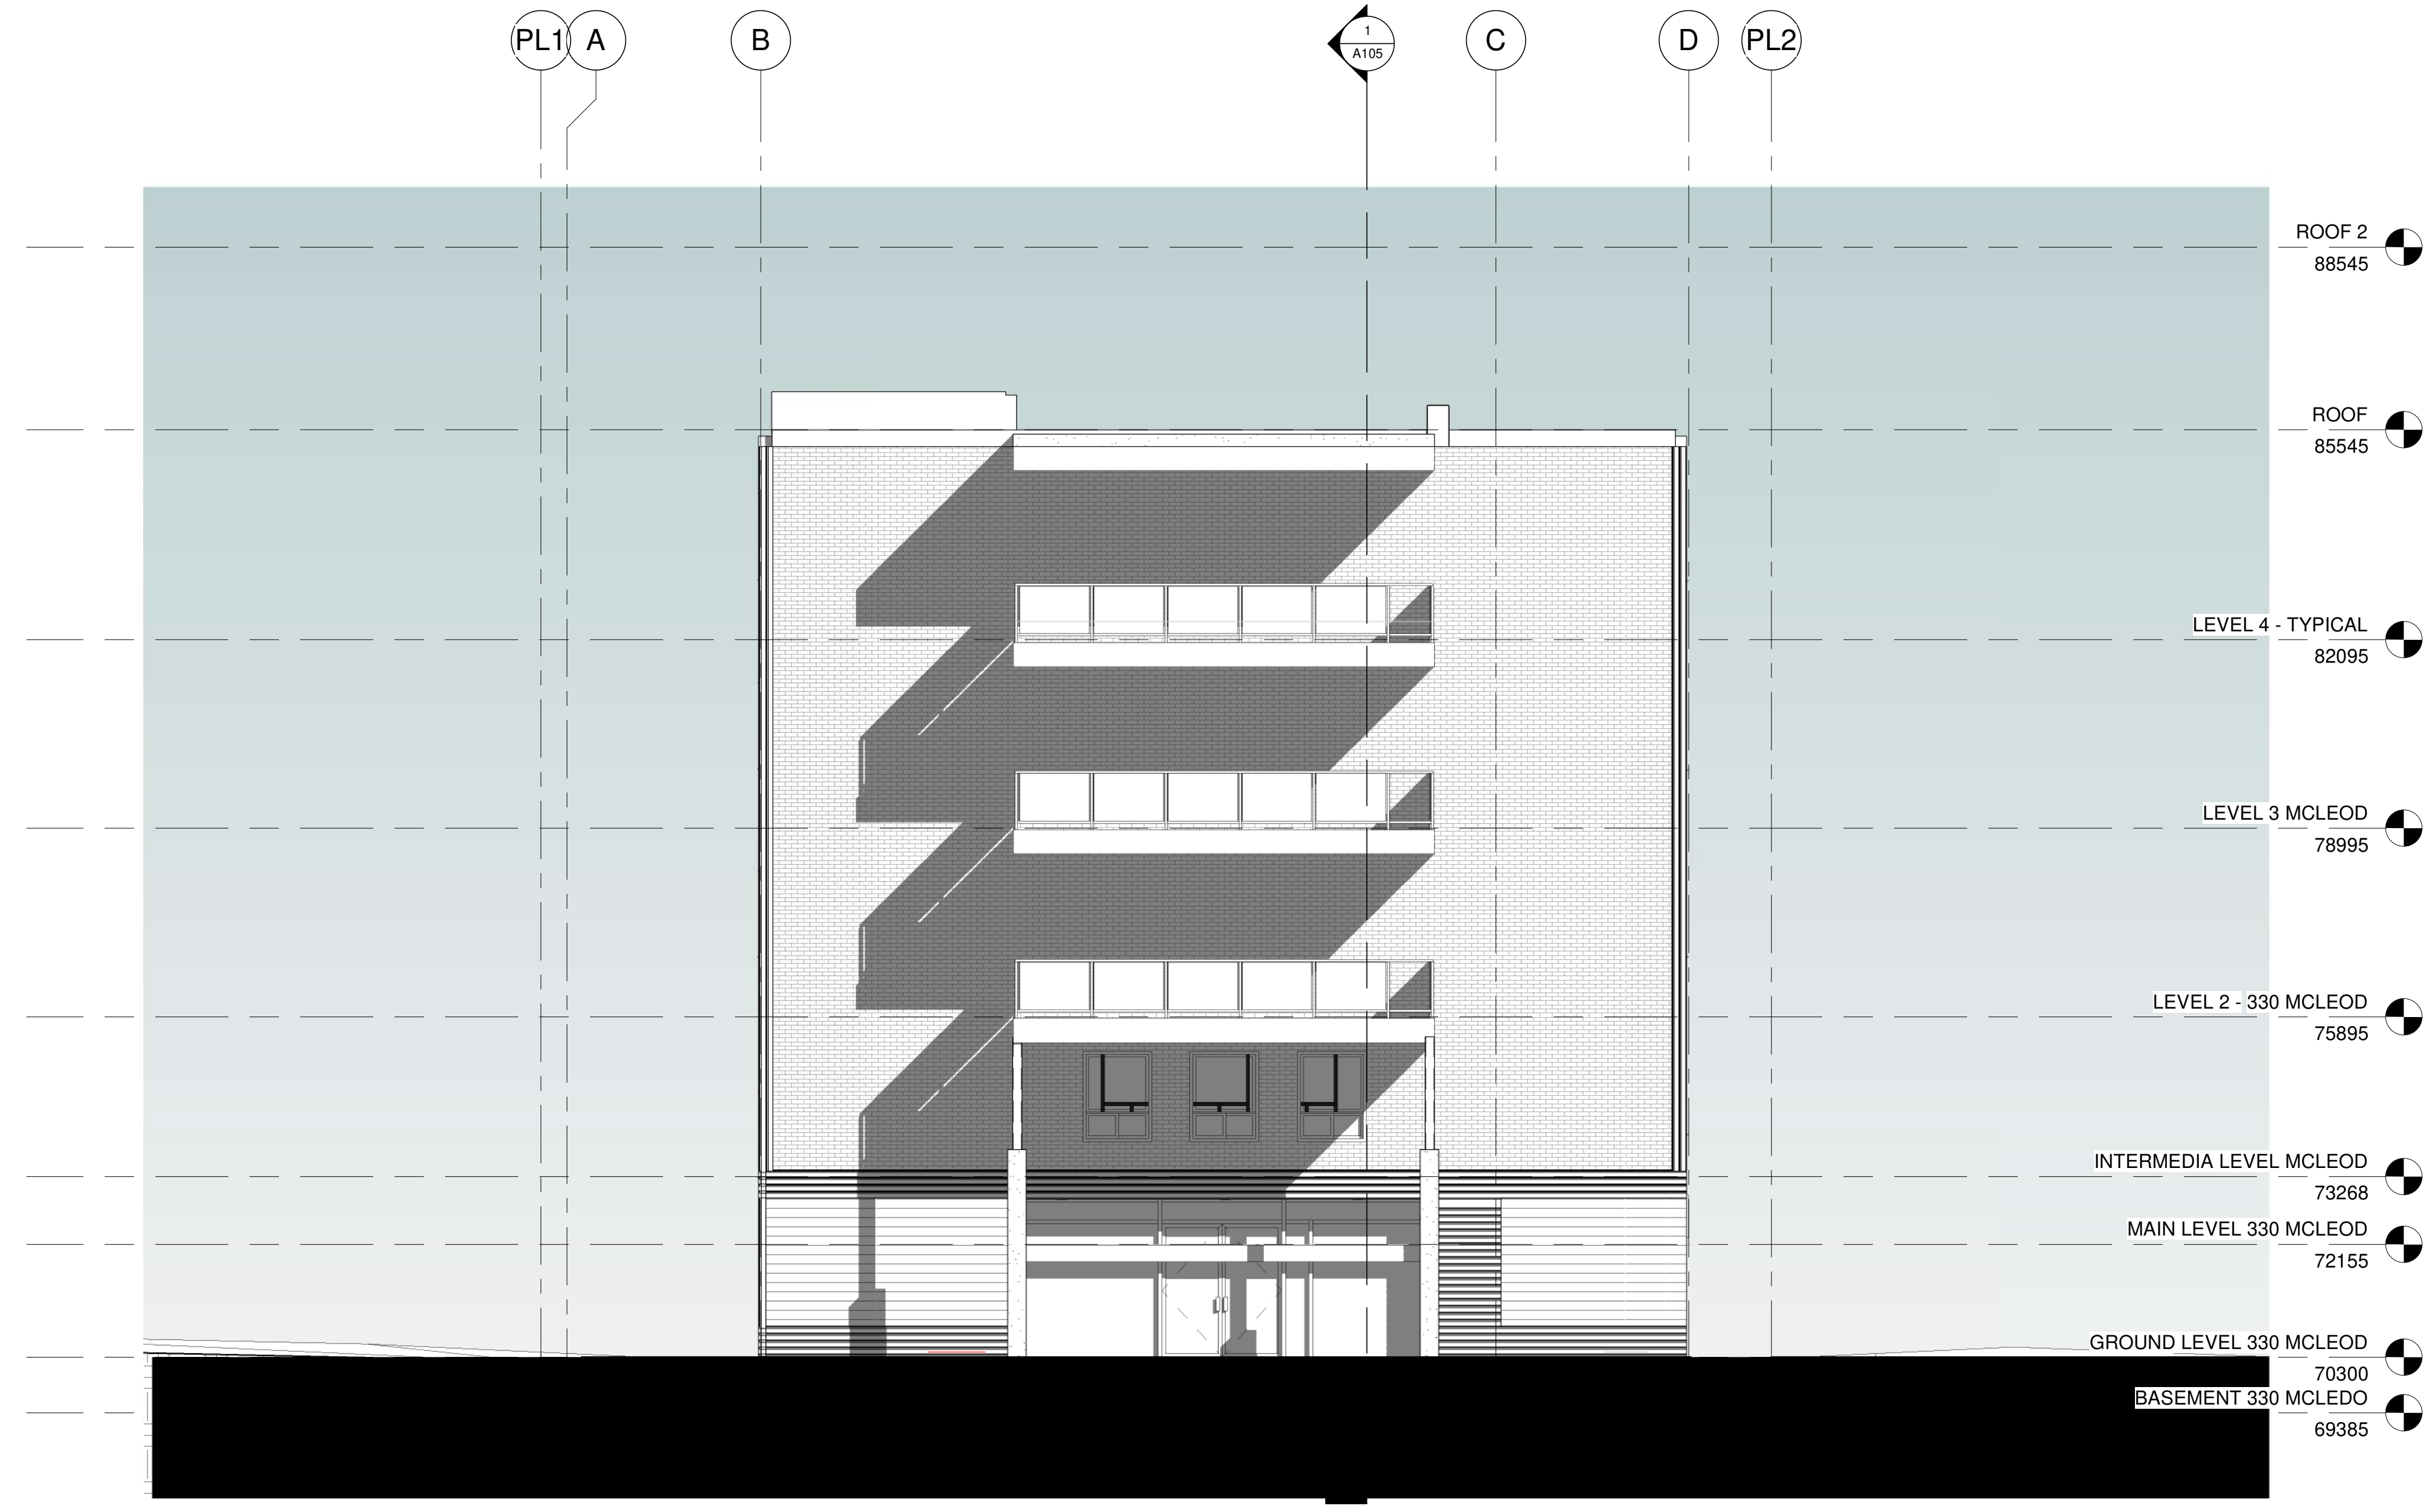 PL1 A B 1 C D PL2
A105
ROOF 2
88545
ROOF
85545
LEVEL 4 - TYPICAL
82095
LEVEL 3 MCLEOD
78995
LEVEL 2 - 330 MCLEOD
75895
INTERMEDIA LEVEL MCLEOD
73268
MAIN LEVEL 330 MCLEOD
72155
GROUND LEVEL 330 MCLEOD
70300
BASEMENT 330 MCLEDO
69385